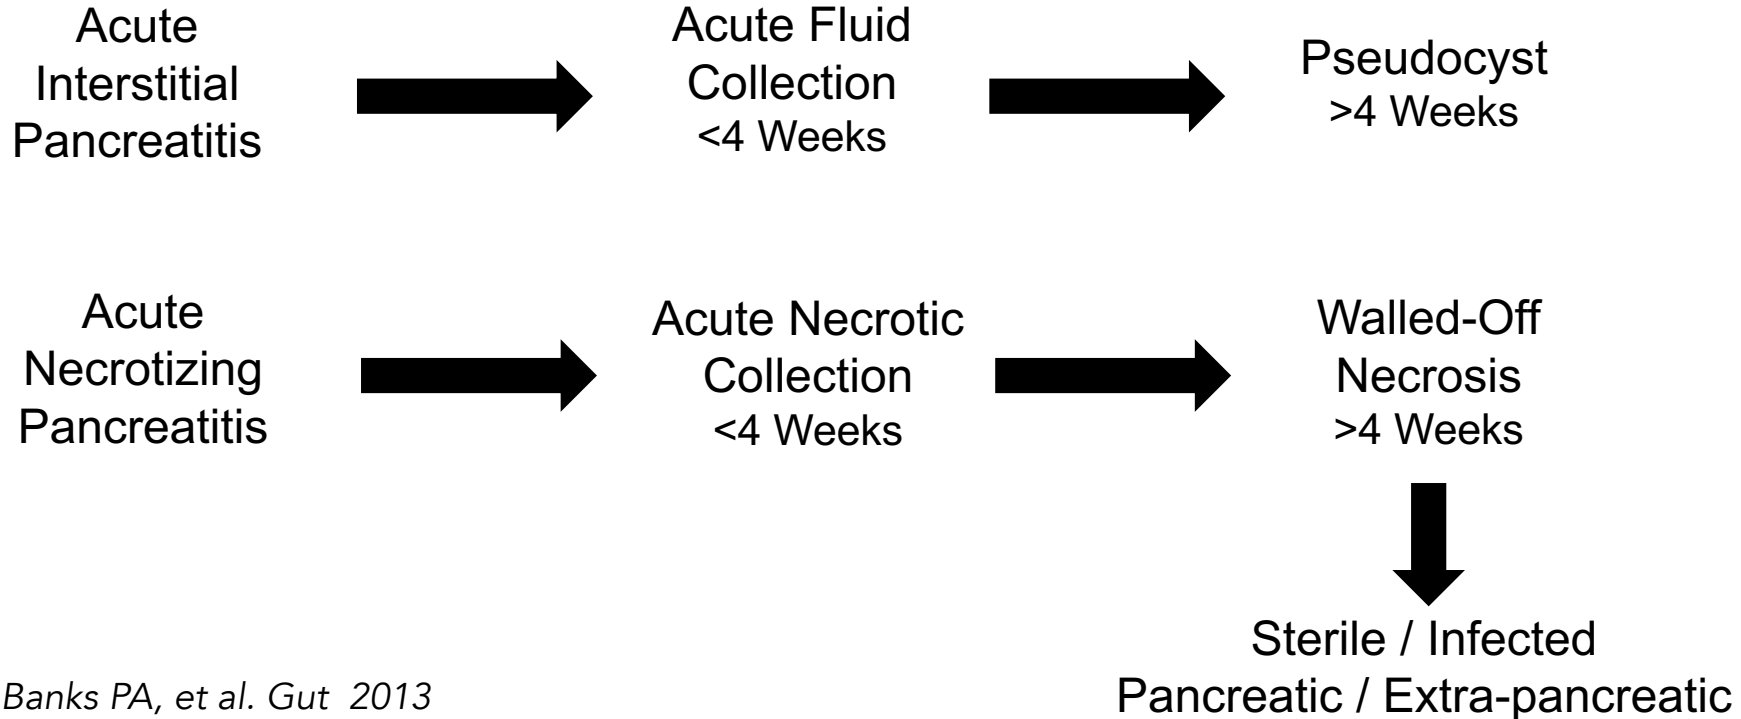 Acute
Interstitial
Pancreatitis
Acute Fluid
Collection
<4 Weeks
Pseudocyst
>4 Weeks
Acute
Necrotizing
Pancreatitis
Acute Necrotic
Collection
<4 Weeks
Walled-Off
Necrosis
>4 Weeks
Sterile / Infected
Pancreatic / Extra-pancreatic
Banks PA, et al. Gut 2013